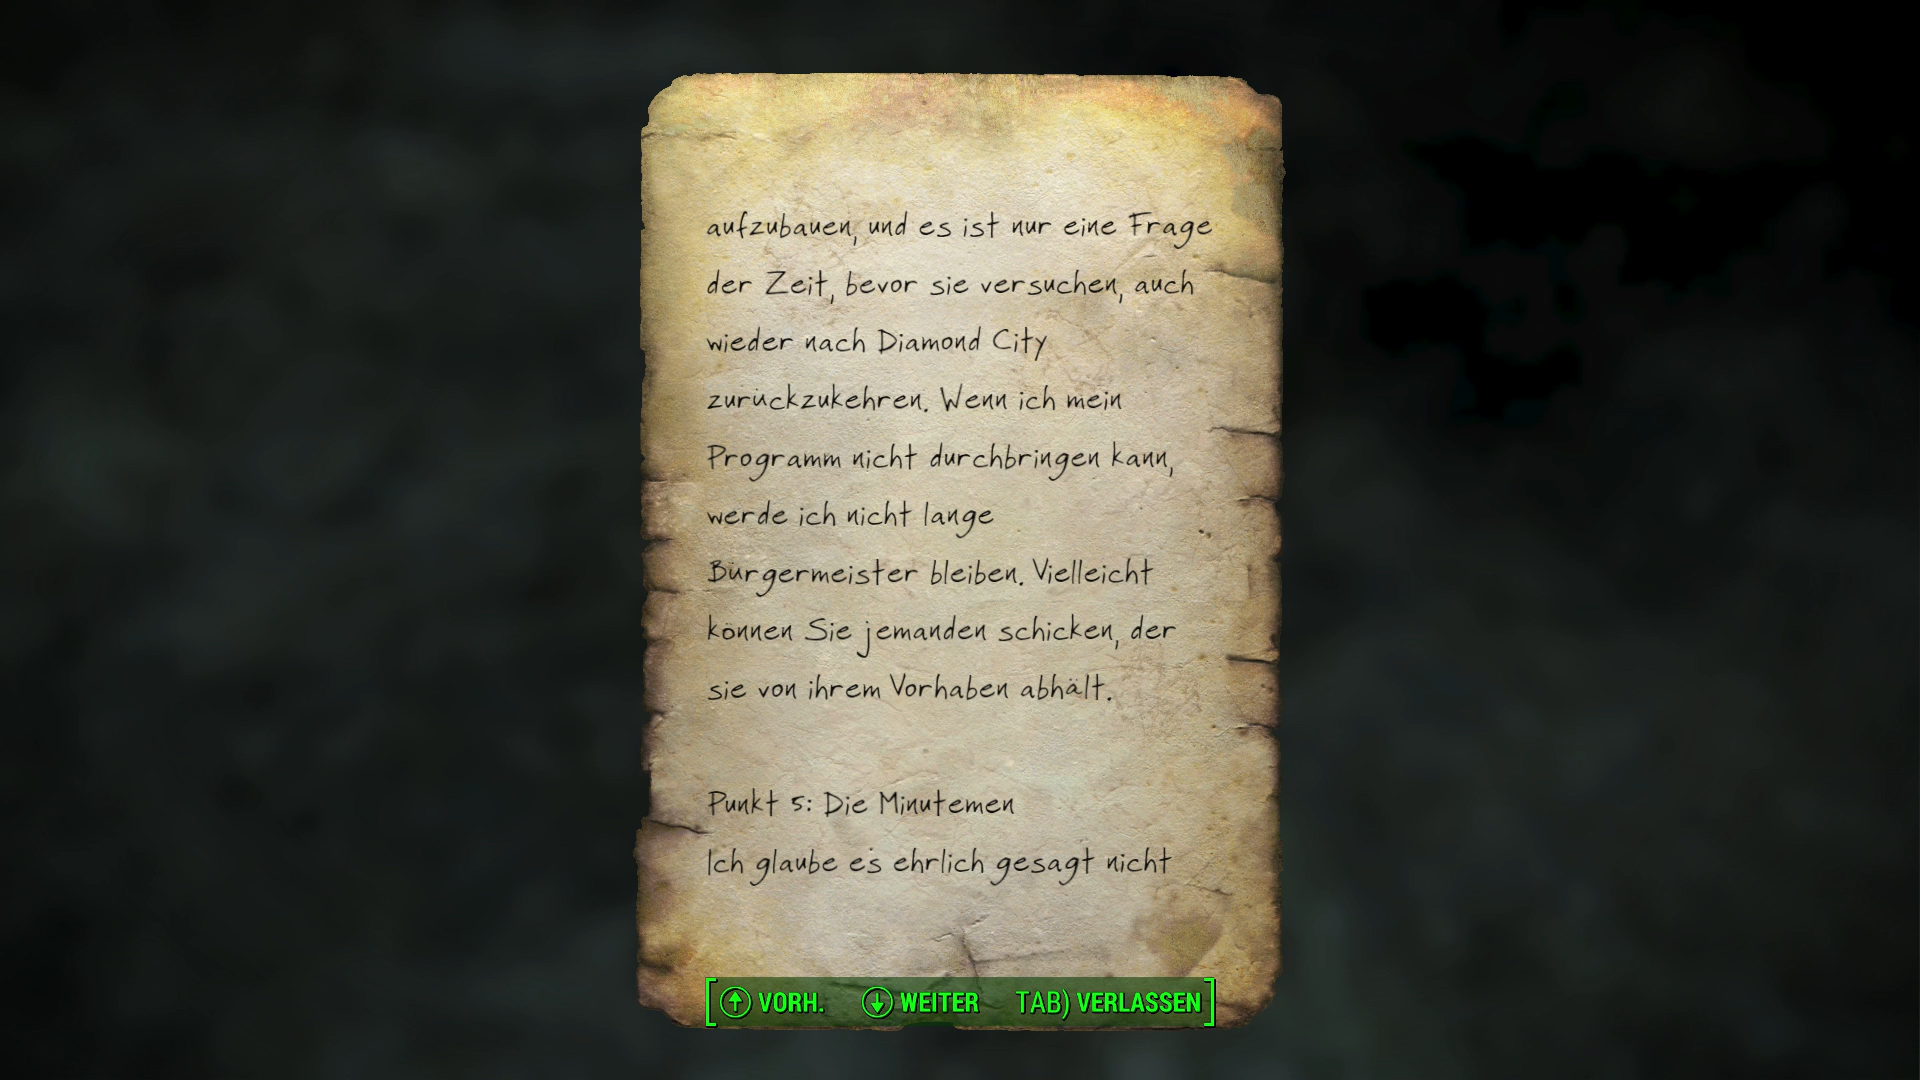 aufzubauen, und es ist nur eine Frage
der Zeit, bevor sie versuchen, auch
wieder nach Diamond City
zurückzukehren. Wenn ich mein
Programm nicht durchbringen kann,
werde ich nicht lange
Bürgermeister bleiben. Vielleicht
können Sie jemanden schicken, der
sie von ihrem Vorhaben abhält.
Punkt 5: Die Minutemen
Ich glaube es ehrlich gesagt nicht
VORH. WEITER TAB) VERLASSEN